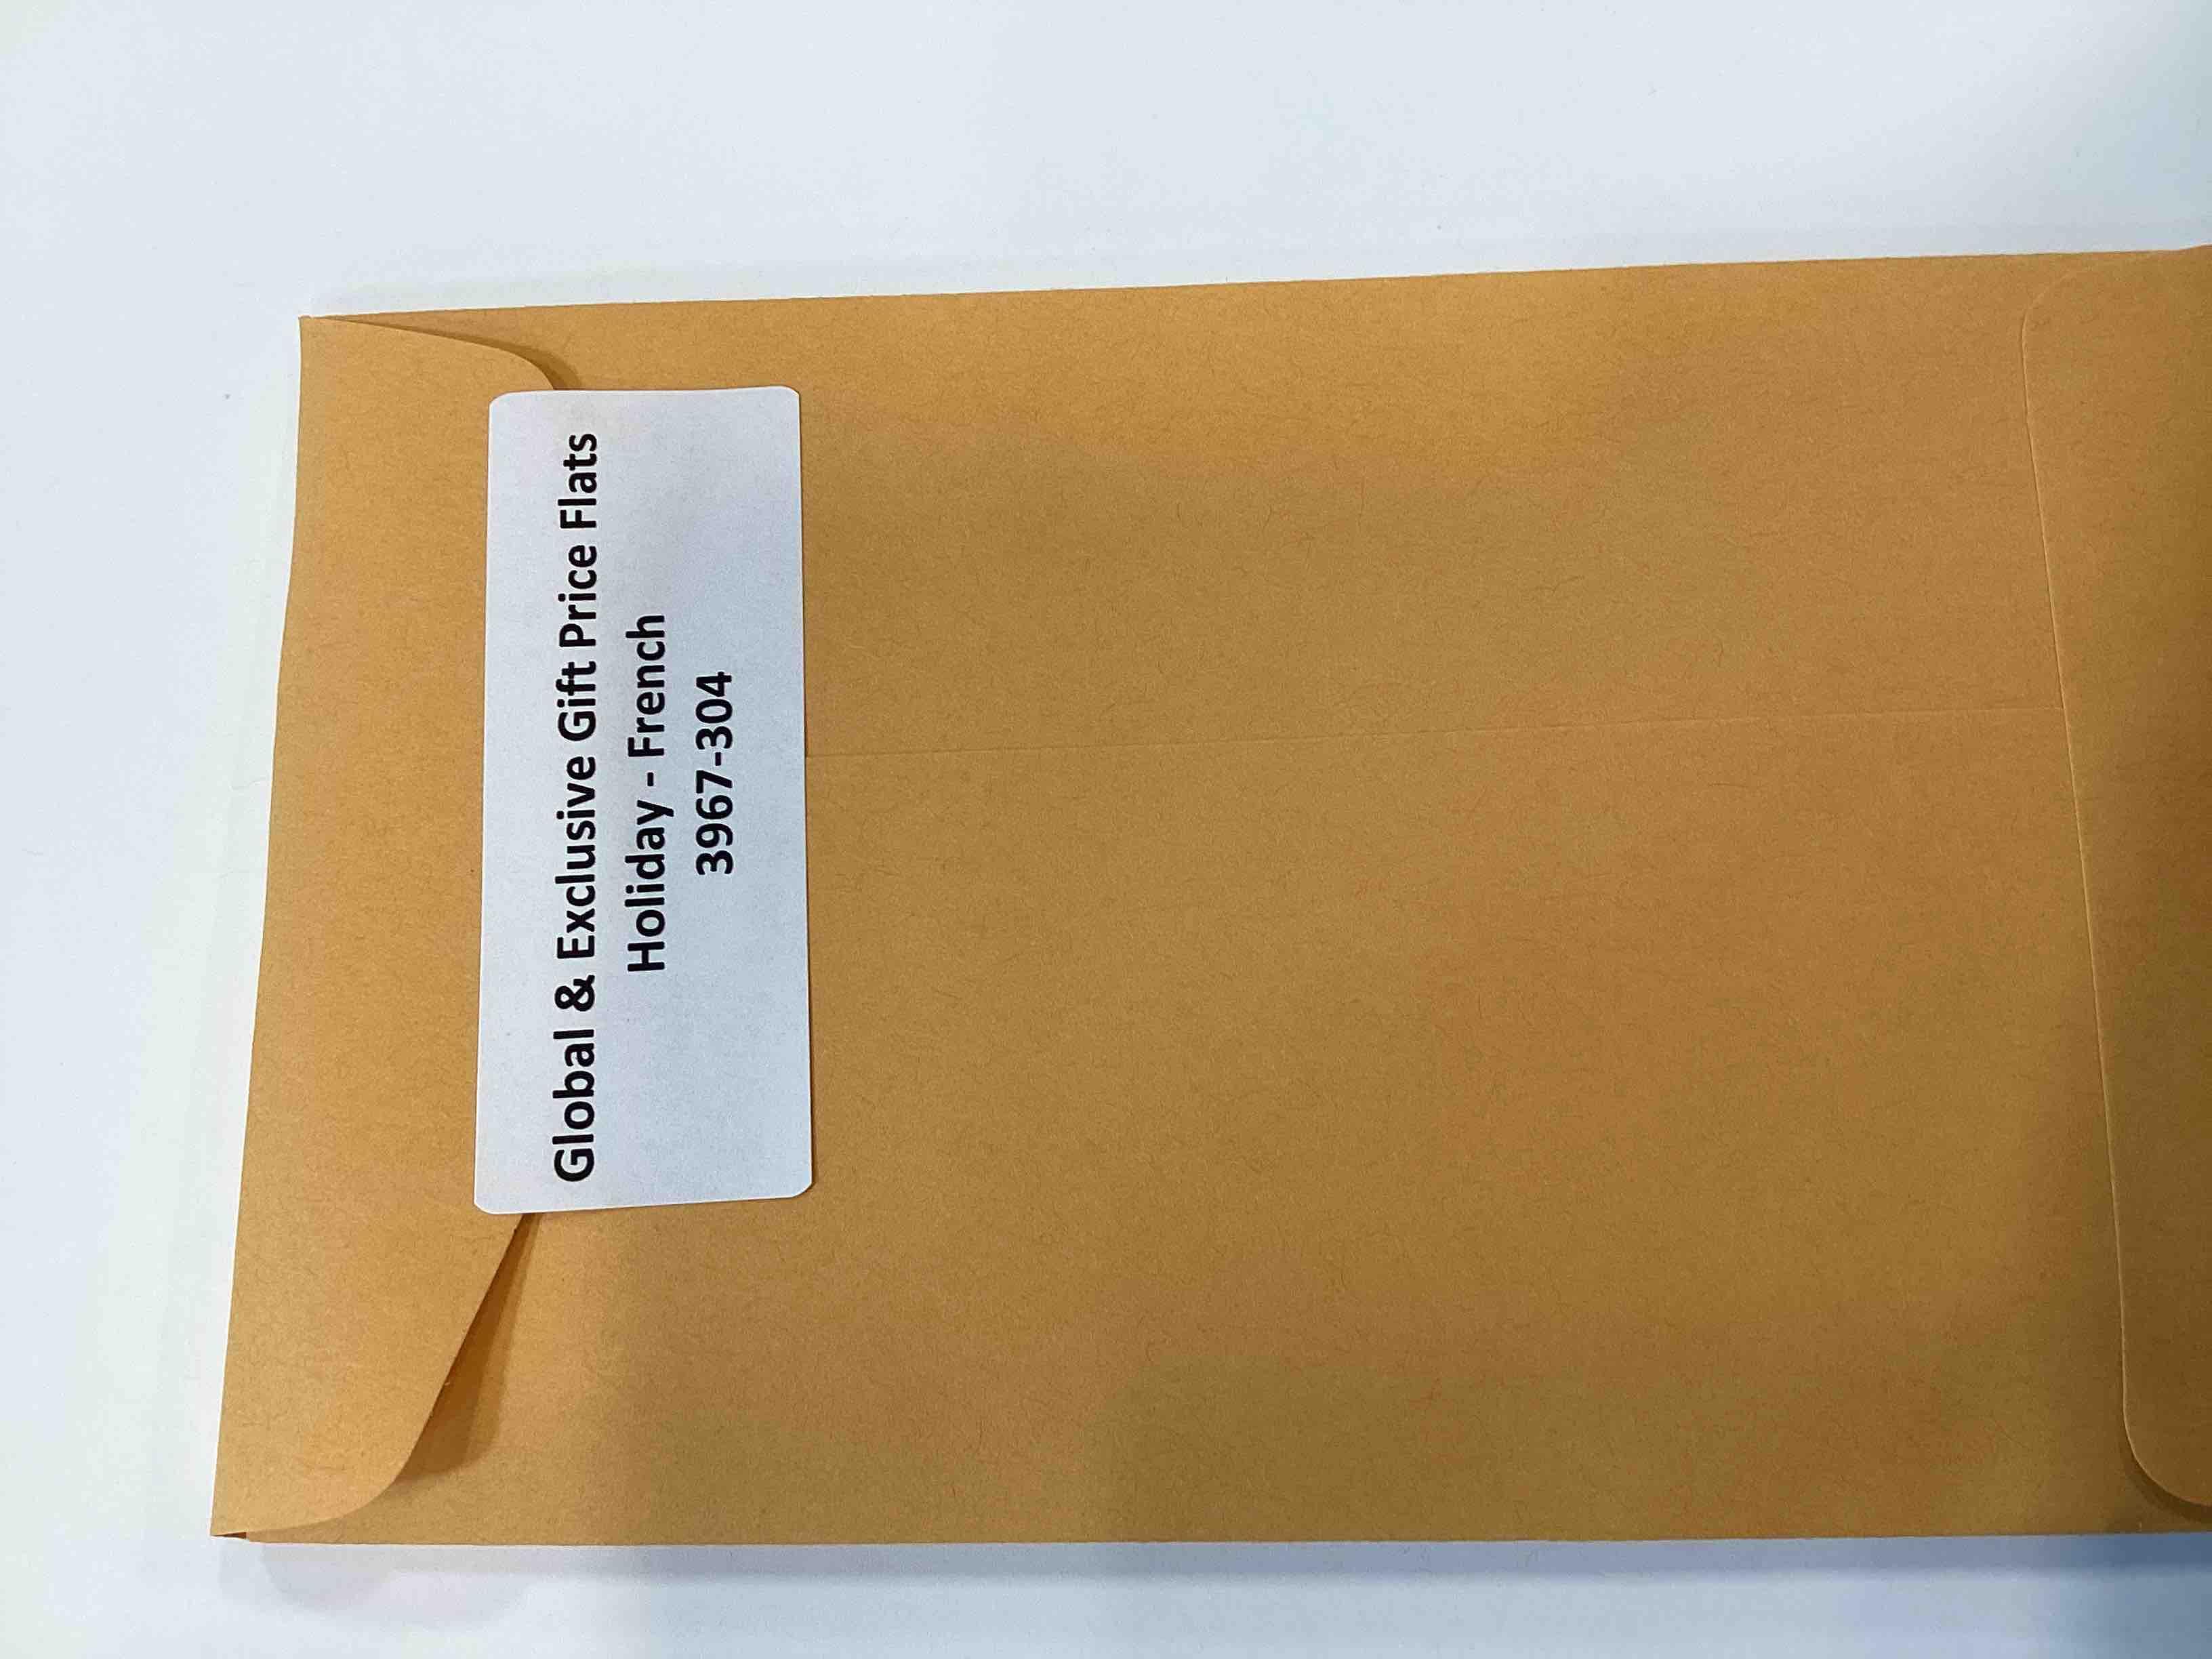 Global & Exclusive Gift Price Flats
Holiday - French
3967-304